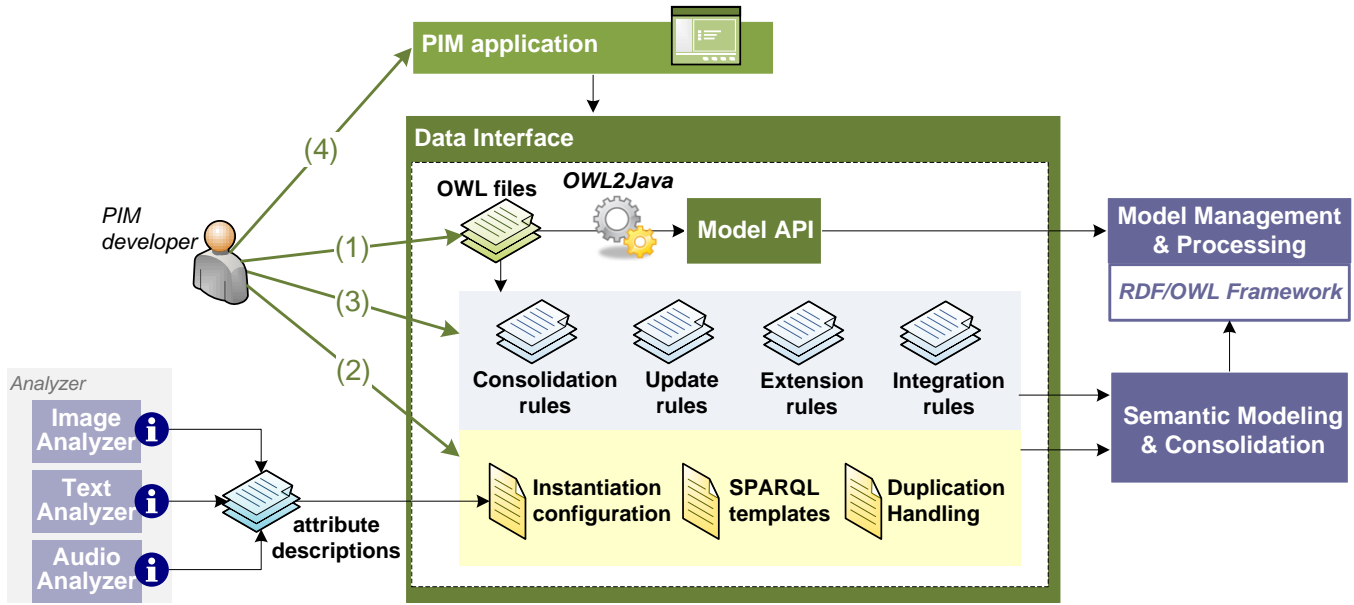 PIM application
(4)
Data Interface
OWL files
OWL2Java
PIM
developer
(1)
Model API
Model Management
& Processing
RDF/OWL Framework
(3)
Consolidation
rules
Update
rules
Extension
rules
Integration
rules
(2)
Semantic Modeling
& Consolidation
Analyzer
Image
Analyzer
i
Text
Analyzer
i
Audio
Analyzer
i
attribute
descriptions
Instantiation
configuration
SPARQL
templates
Duplication
Handling